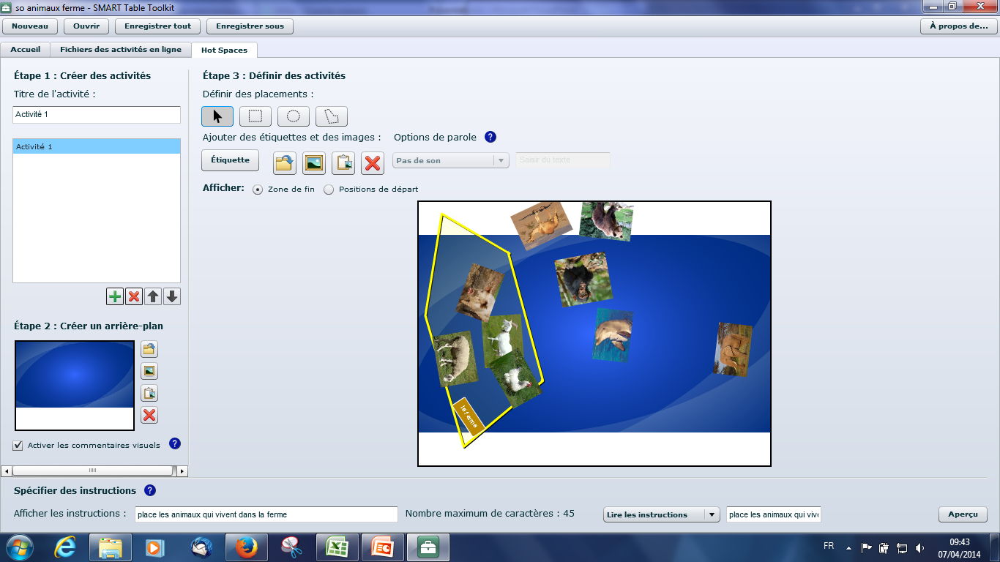 so animaux ferme - SMART Table Toolkit
Nouveau Ouvrir Enregistrer tout Enregistrer sous À propos de...
Accueil Fichiers des activités en ligne Hot Spaces
Étape 1 : Créer des activités
Titre de l'activité :
Activité 1
Activité 1
Étape 2 : Créer un arrière-plan
Activer les commentaires visuels ?
Étape 3 : Définir des activités
Définir des placements :
Ajouter des étiquettes et des images : Options de parole ?
Étiquette Pas de son Saisir du texte
Afficher: Zone de fin Positions de départ
la ferme
Spécifier des instructions ?
Afficher les instructions : place les animaux qui vivent dans la ferme Nombre maximum de caractères : 45 Lire les instructions place les animaux qui vive Aperçu
FR 09:43
07/04/2014